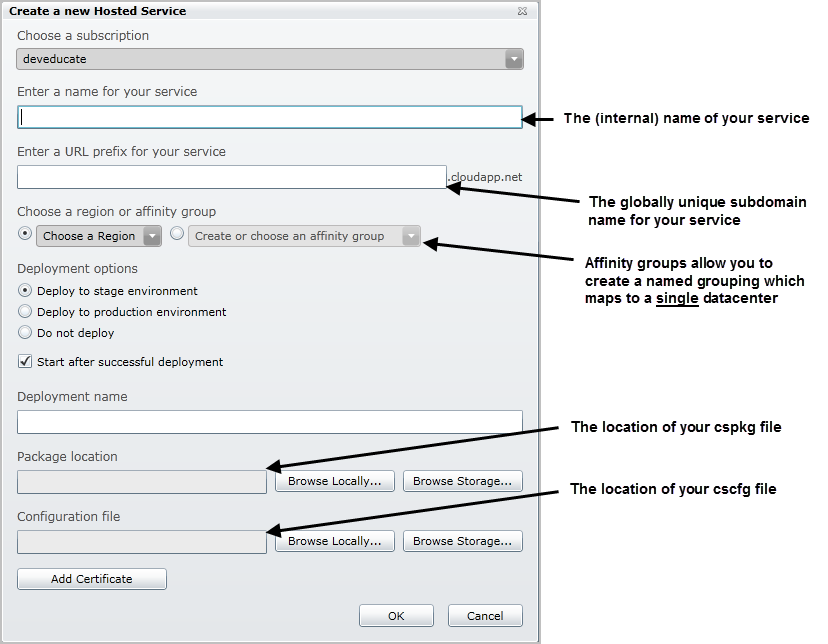 Create a new Hosted Service
Choose a subscription
deveducate
Enter a name for your service
The (internal) name of your service
Enter a URL prefix for your service
.cloudapp.net
The globally unique subdomain
name for your service
Choose a region or affinity group
Choose a Region
Create or choose an affinity group
Affinity groups allow you to
create a named grouping which
maps to a single datacenter
Deployment options
Deploy to stage environment
Deploy to production environment
Do not deploy
Start after successful deployment
Deployment name
The location of your cspkg file
Package location
Browse Locally...
Browse Storage...
The location of your cscfg file
Configuration file
Browse Locally...
Browse Storage...
Add Certificate
OK
Cancel